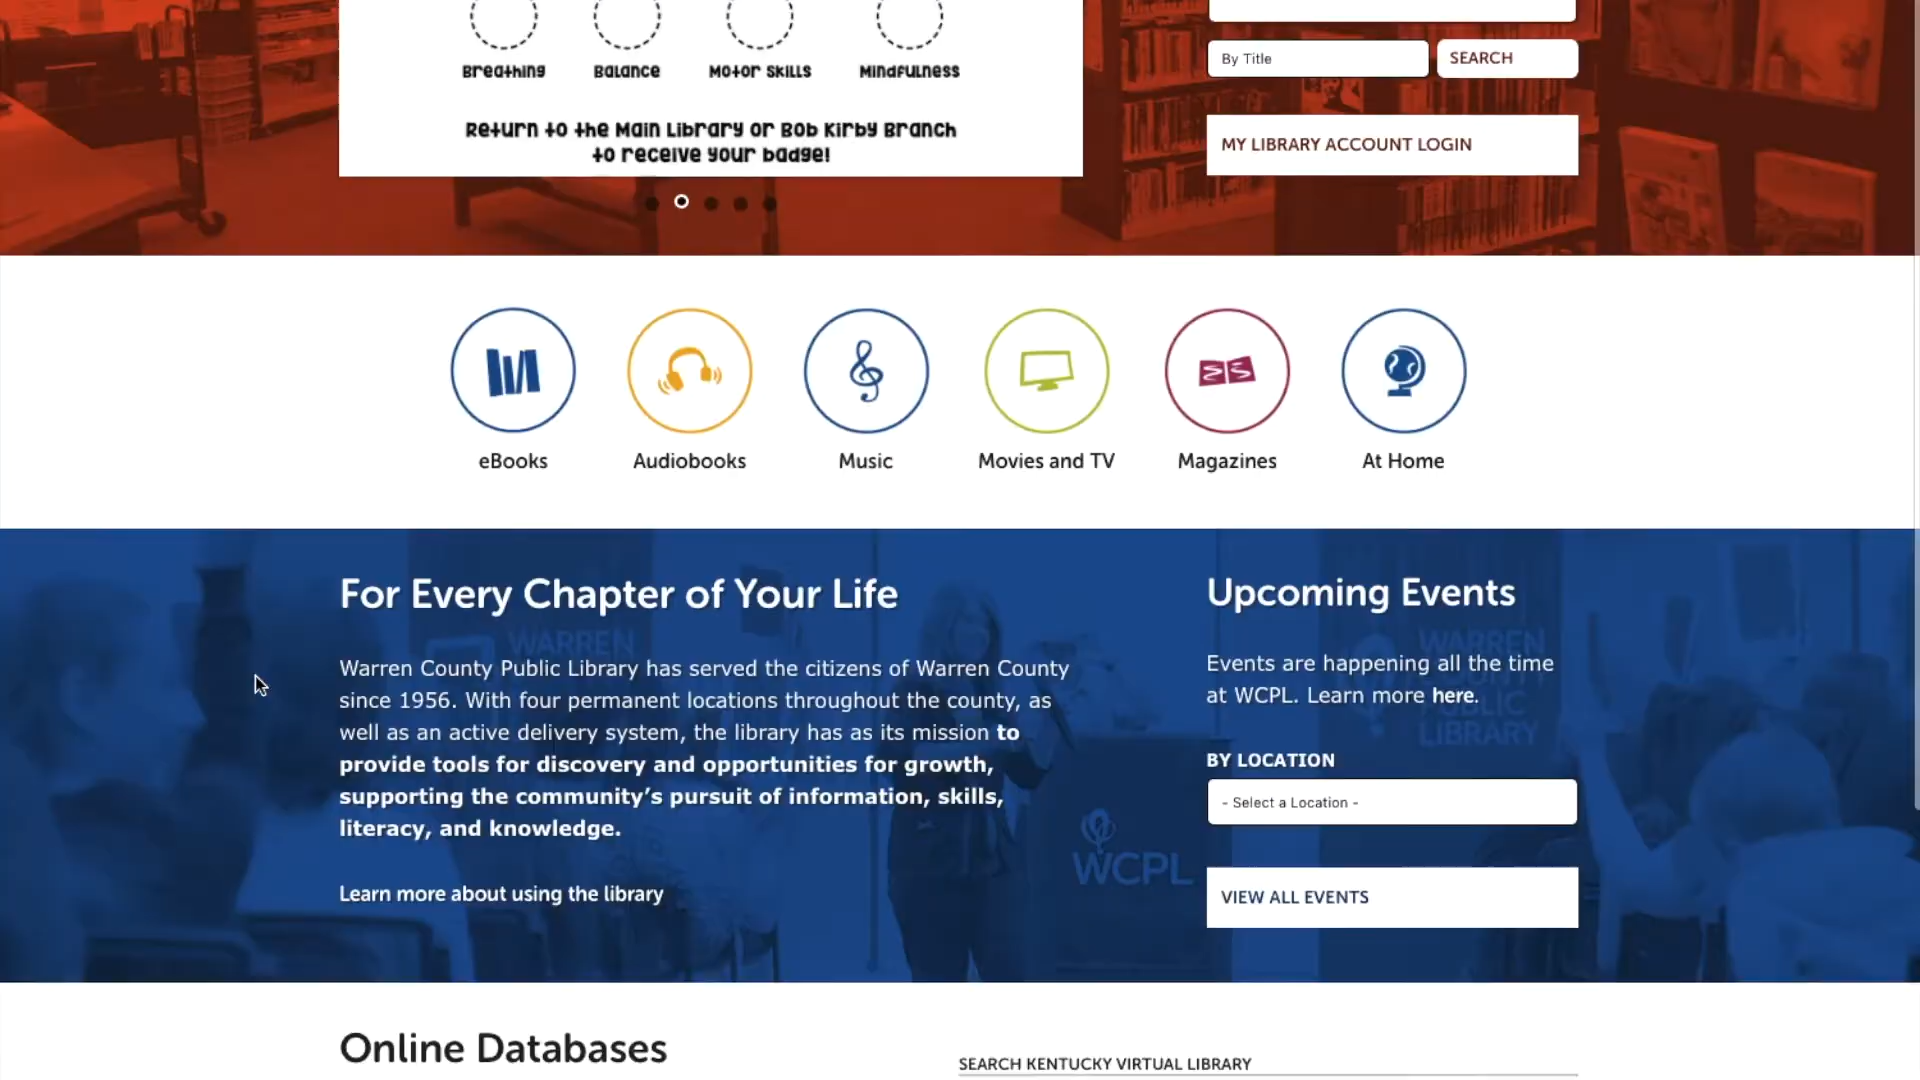 Breathing Balance Motor Skills Mindfulness
Return to the Main Library or Bob Kirby Branch
to receive your badge!
By Title
SEARCH
MY LIBRARY ACCOUNT LOGIN
eBooks
Audiobooks
Music
Movies and TV
Magazines
At Home
For Every Chapter of Your Life
Warren County Public Library has served the citizens of Warren County
since 1956. With four permanent locations throughout the county, as
well as an active delivery system, the library has as its mission to
provide tools for discovery and opportunities for growth,
supporting the community’s pursuit of information, skills,
literacy, and knowledge.
Learn more about using the library
WARREN
WCPL
Upcoming Events
Events are happening all the time
at WCPL. Learn more here.
WARREN
COUNTY
PUBLIC
LIBRARY
BY LOCATION
- Select a Location -
VIEW ALL EVENTS
Online Databases
SEARCH KENTUCKY VIRTUAL LIBRARY